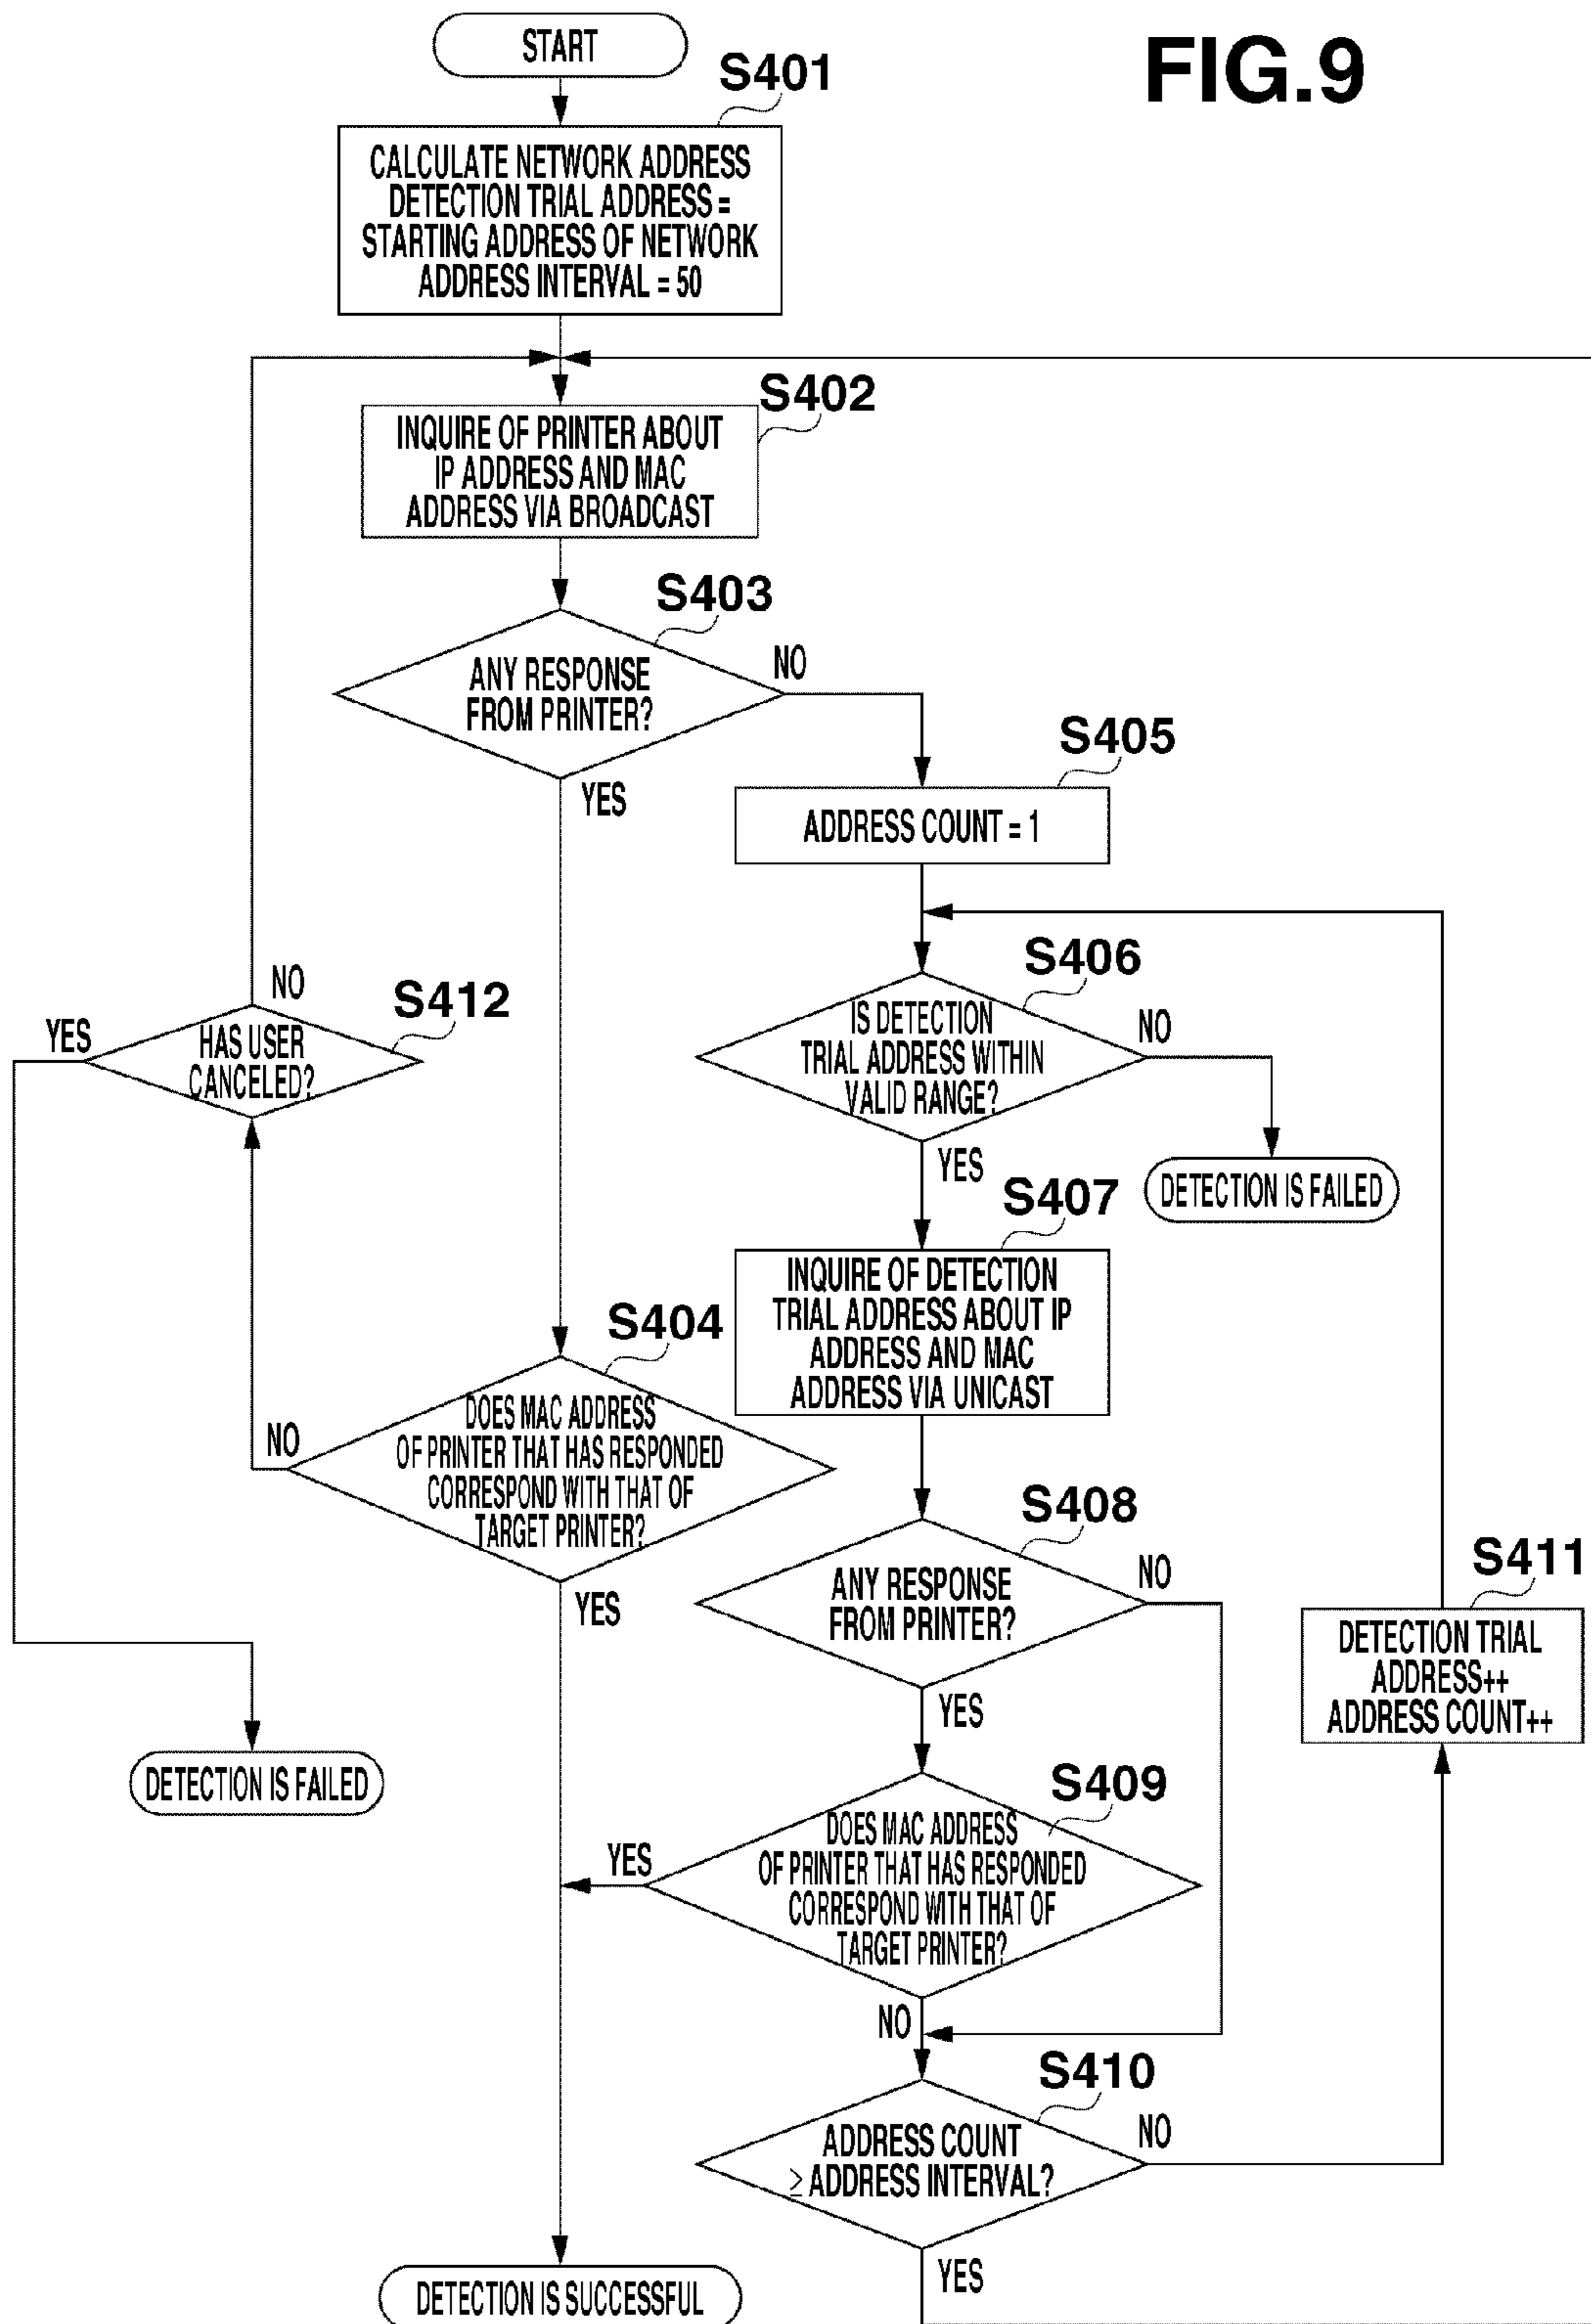 FIG.9
START
S401
CALCULATE NETWORK ADDRESS
DETECTION TRIAL ADDRESS =
STARTING ADDRESS OF NETWORK
ADDRESS INTERVAL = 50
S402
INQUIRE OF PRINTER ABOUT
IP ADDRESS AND MAC
ADDRESS VIA BROADCAST
S403
ANY RESPONSE
FROM PRINTER?
NO
YES
S405
ADDRESS COUNT = 1
S406
IS DETECTION
TRIAL ADDRESS WITHIN
VALID RANGE?
NO
YES
DETECTION IS FAILED
S412
HAS USER
CANCELED?
NO
YES
S407
INQUIRE OF DETECTION
TRIAL ADDRESS ABOUT IP
ADDRESS AND MAC
ADDRESS VIA UNICAST
S404
DOES MAC ADDRESS
OF PRINTER THAT HAS RESPONDED
CORRESPOND WITH THAT OF
TARGET PRINTER?
NO
YES
S408
ANY RESPONSE
FROM PRINTER?
NO
YES
S411
DETECTION TRIAL
ADDRESS++
ADDRESS COUNT++
DETECTION IS FAILED
S409
DOES MAC ADDRESS
OF PRINTER THAT HAS RESPONDED
CORRESPOND WITH THAT OF
TARGET PRINTER?
YES
NO
S410
ADDRESS COUNT
≥ ADDRESS INTERVAL?
NO
YES
DETECTION IS SUCCESSFUL